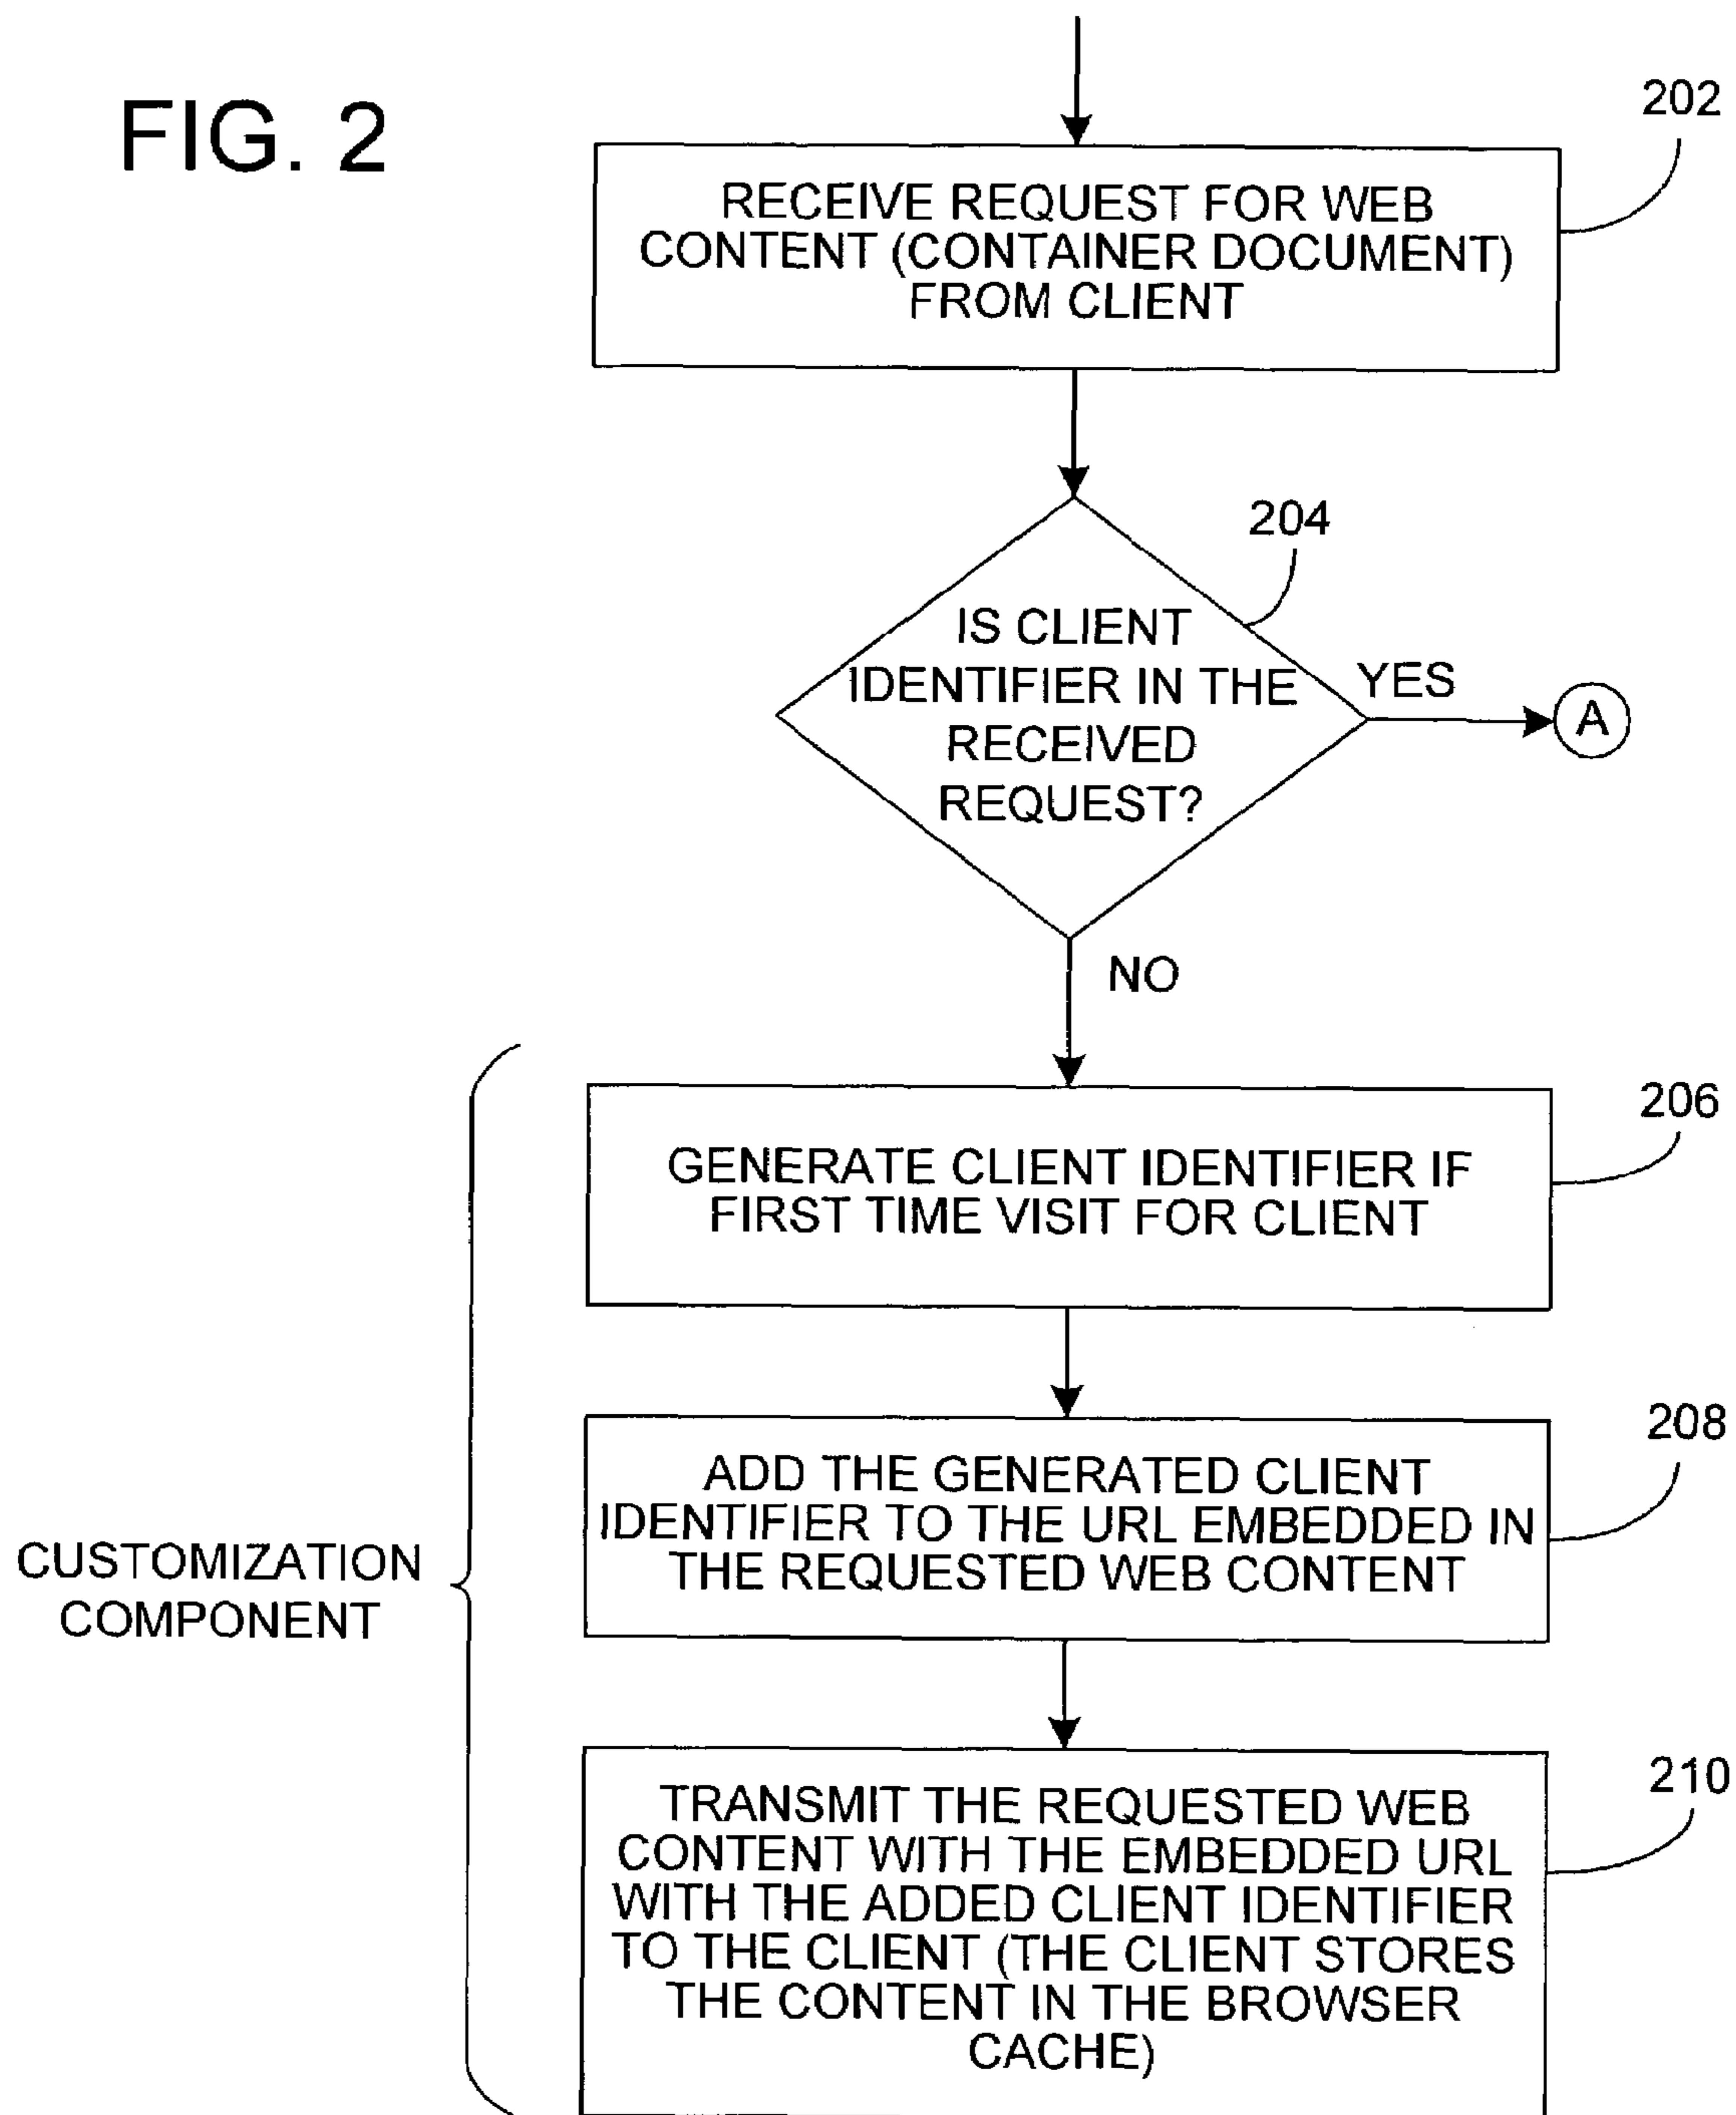 FIG. 2
202
RECEIVE REQUEST FOR WEB
CONTENT (CONTAINER DOCUMENT)
FROM CLIENT
204
IS CLIENT
IDENTIFIER IN THE
RECEIVED
REQUEST?
YES
A
NO
206
GENERATE CLIENT IDENTIFIER IF
FIRST TIME VISIT FOR CLIENT
208
ADD THE GENERATED CLIENT
IDENTIFIER TO THE URL EMBEDDED IN
THE REQUESTED WEB CONTENT
CUSTOMIZATION
COMPONENT
210
TRANSMIT THE REQUESTED WEB
CONTENT WITH THE EMBEDDED URL
WITH THE ADDED CLIENT IDENTIFIER
TO THE CLIENT (THE CLIENT STORES
THE CONTENT IN THE BROWSER
CACHE)